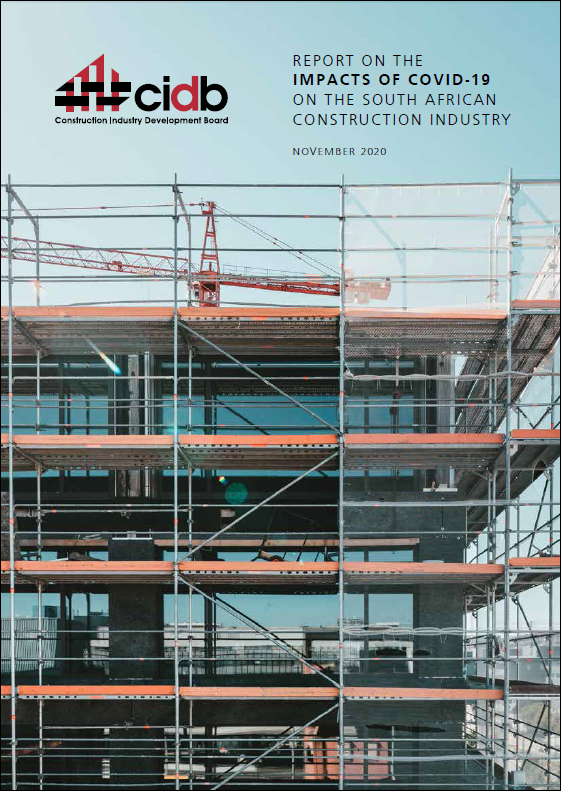 cidb
Construction Industry Development Board
REPORT ON THE
IMPACTS OF COVID-19
ON THE SOUTH AFRICAN
CONSTRUCTION INDUSTRY
NOVEMBER 2020